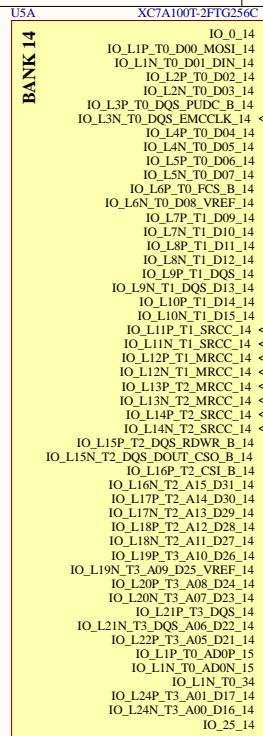 U5A XC7A100T-2FTG256C
BANK 14
IO_0_14
IO_L1P_T0_D00_MOSI_14
IO_L1N_T0_D01_DIN_14
IO_L2P_T0_D02_14
IO_L2N_T0_D03_14
IO_L3P_T0_DQS_PUDC_B_14
IO_L3N_T0_DQS_EMCCLK_14
IO_L4P_T0_D04_14
IO_L4N_T0_D05_14
IO_L5P_T0_D06_14
IO_L5N_T0_D07_14
IO_L6P_T0_FCS_B_14
IO_L6N_T0_D08_VREF_14
IO_L7P_T1_D09_14
IO_L7N_T1_D10_14
IO_L8P_T1_D11_14
IO_L8N_T1_D12_14
IO_L9P_T1_DQS_14
IO_L9N_T1_DQS_D13_14
IO_L10P_T1_D14_14
IO_L10N_T1_D15_14
IO_L11P_T1_SRCC_14
IO_L11N_T1_SRCC_14
IO_L12P_T1_MRCC_14
IO_L12N_T1_MRCC_14
IO_L13P_T2_MRCC_14
IO_L13N_T2_MRCC_14
IO_L14P_T2_SRCC_14
IO_L14N_T2_SRCC_14
IO_L15P_T2_DQS_RDWR_B_14
IO_L15N_T2_DQS_DOUT_CSO_B_14
IO_L16P_T2_CSI_B_14
IO_L16N_T2_A15_D31_14
IO_L17P_T2_A14_D30_14
IO_L17N_T2_A13_D29_14
IO_L18P_T2_A12_D28_14
IO_L18N_T2_A11_D27_14
IO_L19P_T3_A10_D26_14
IO_L19N_T3_A09_D25_VREF_14
IO_L20P_T3_A08_D24_14
IO_L20N_T3_A07_D23_14
IO_L21P_T3_DQS_14
IO_L21N_T3_DQS_A06_D22_14
IO_L22P_T3_A05_D21_14
IO_L1P_T0_AD0P_15
IO_L1N_T0_AD0N_15
IO_L1N_T0_34
IO_L24P_T3_A01_D17_14
IO_L24N_T3_A00_D16_14
IO_25_14